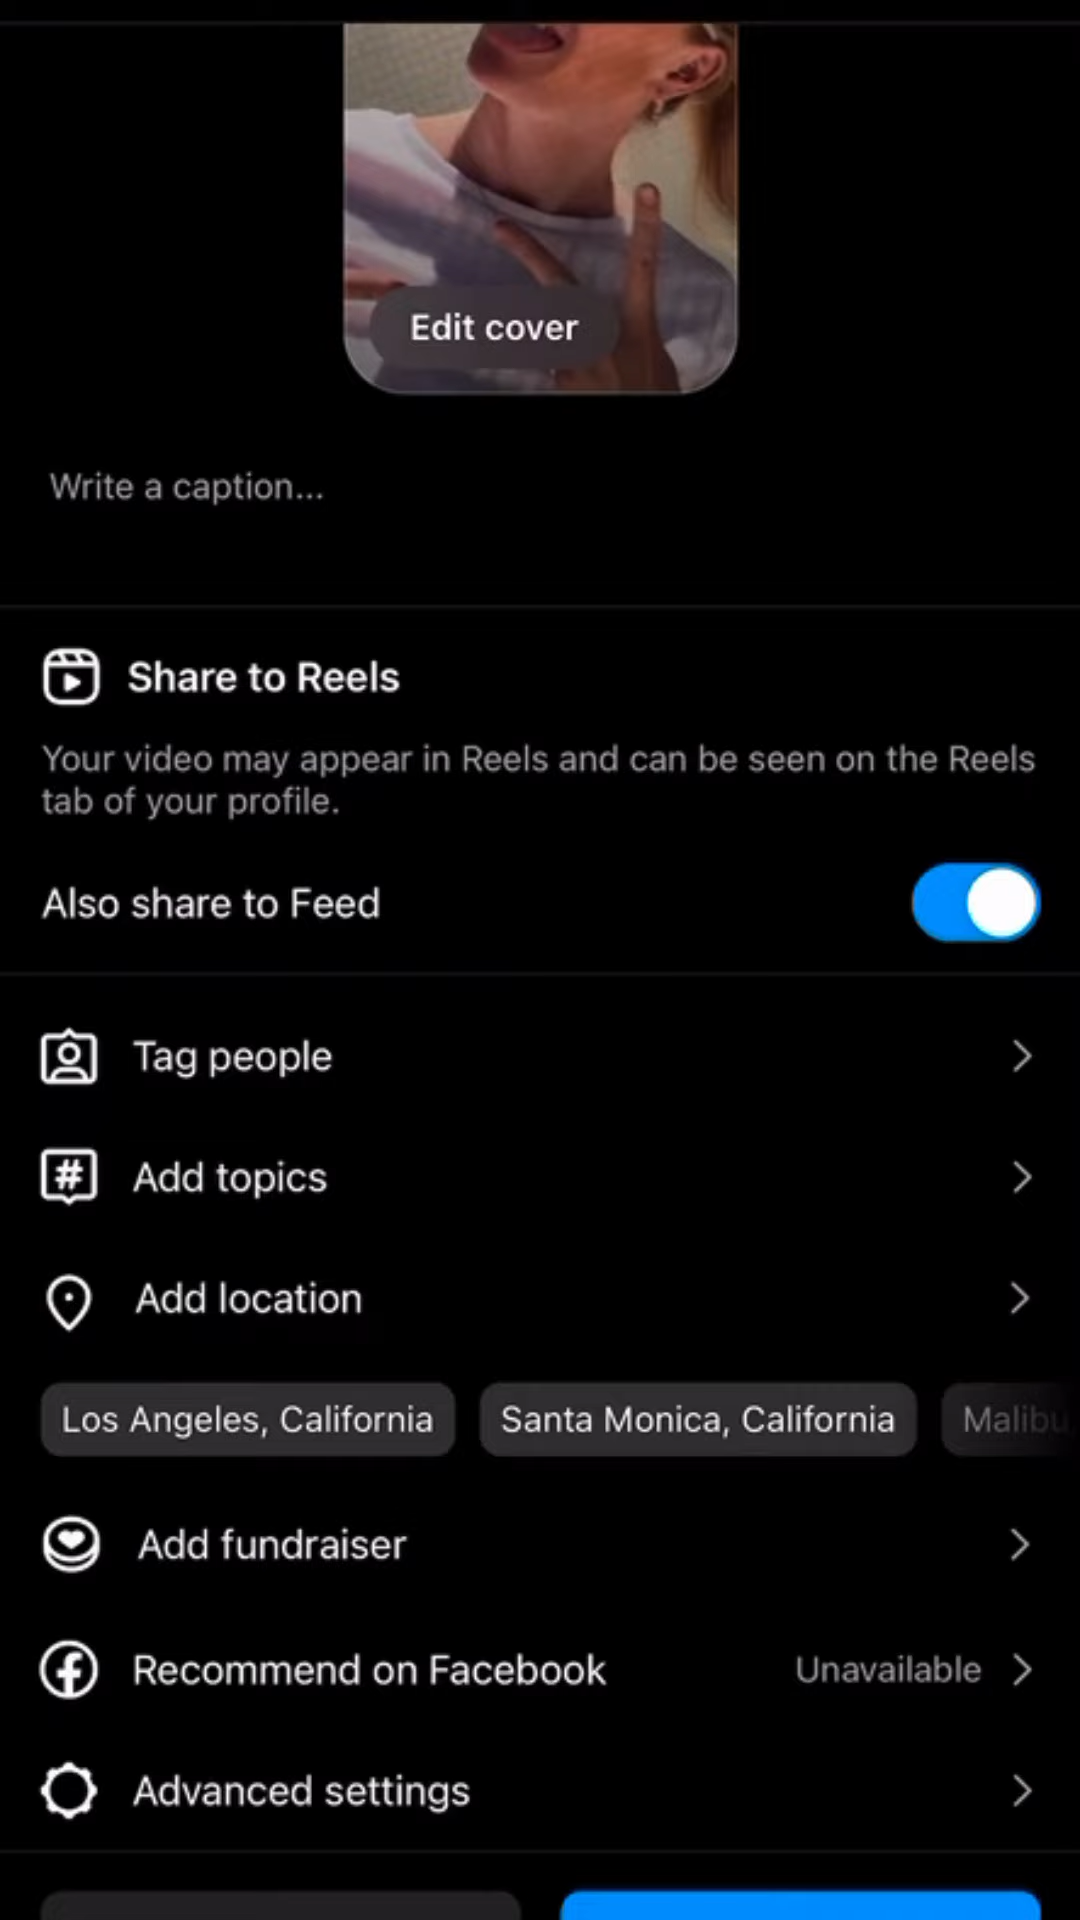 Edit cover
Write a caption...
Share to Reels
Your video may appear in Reels and can be seen on the Reels
tab of your profile.
Also share to Feed
Tag people
Add topics
Add location
Los Angeles, California
Santa Monica, California
Malibu
Add fundraiser
Recommend on Facebook
Unavailable
Advanced settings